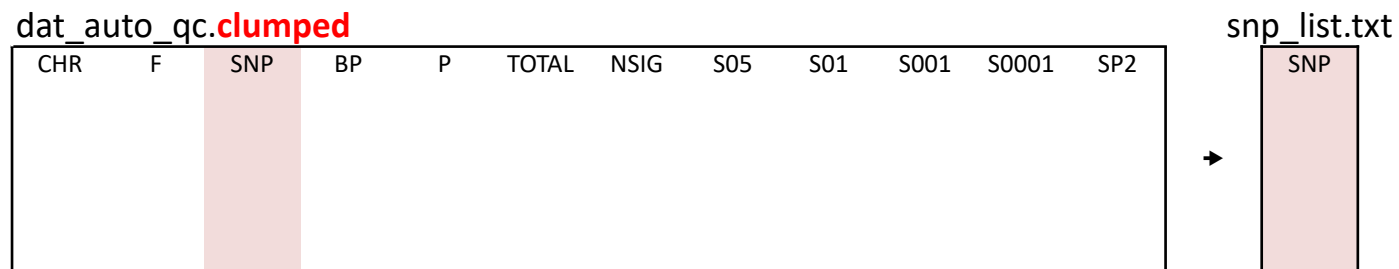 dat_auto_qc.clumped snp_list.txt
CHR F SNP BP P TOTAL NSIG S05 S01 S001 S0001 SP2 SNP